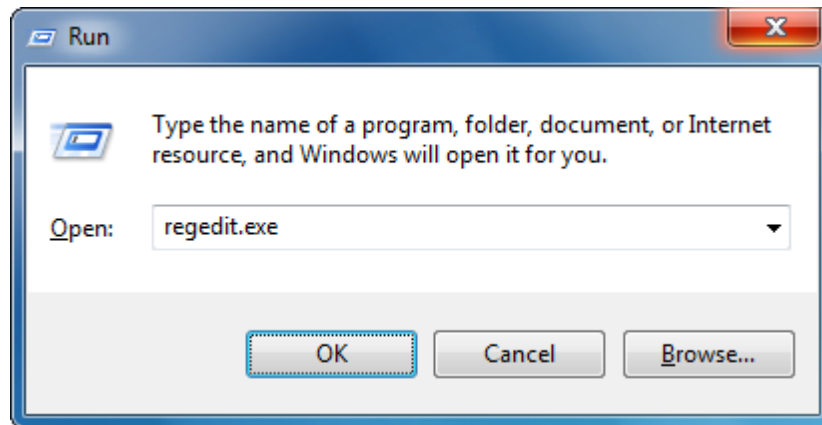 Run
Type the name of a program, folder, document, or Internet
resource, and Windows will open it for you.
Open: regedit.exe
OK Cancel Browse...